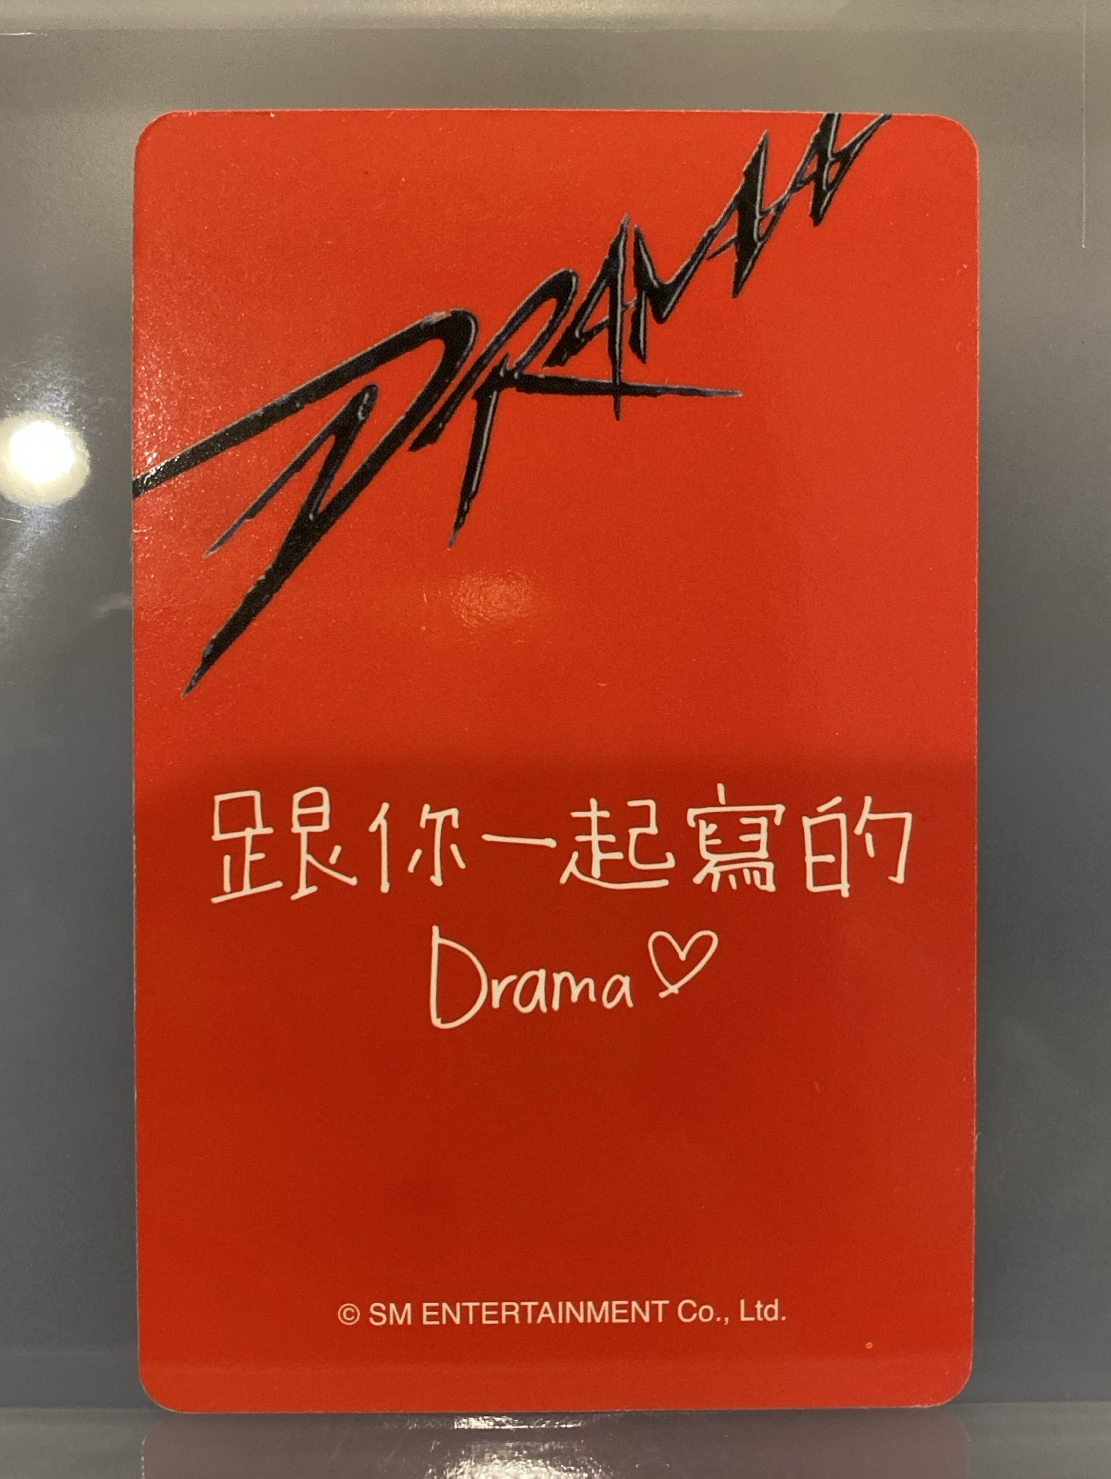 DRAMA
跟你一起寫的
Drama♡
© SM ENTERTAINMENT Co., Ltd.